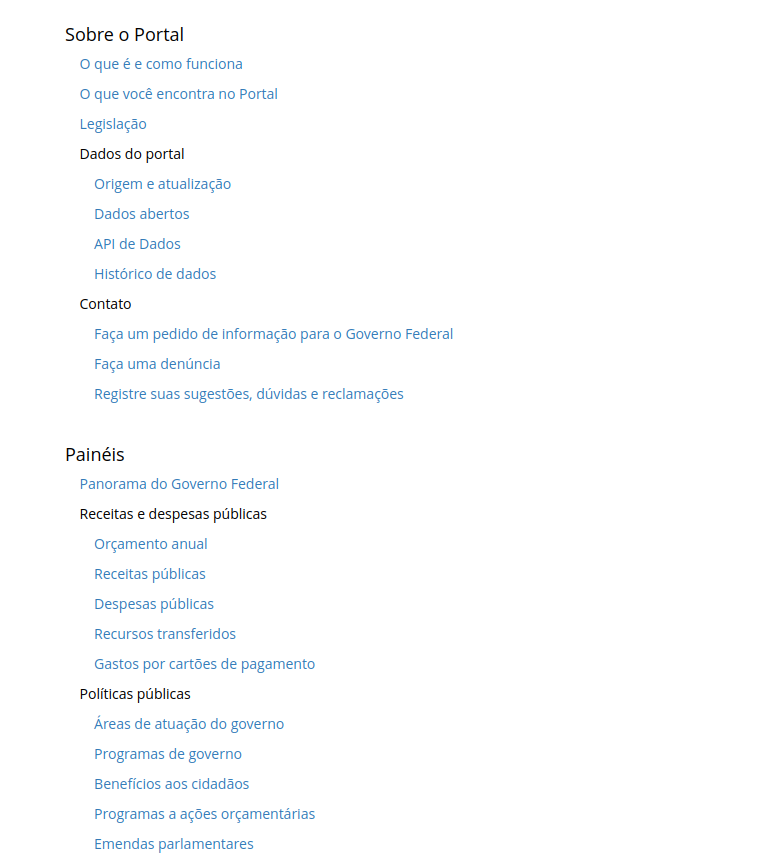 Sobre o Portal
O que é e como funciona
O que você encontra no Portal
Legislação
Dados do portal
Origem e atualização
Dados abertos
API de Dados
Histórico de dados
Contato
Faça um pedido de informação para o Governo Federal
Faça uma denúncia
Registre suas sugestões, dúvidas e reclamações
Painéis
Panorama do Governo Federal
Receitas e despesas públicas
Orçamento anual
Receitas públicas
Despesas públicas
Recursos transferidos
Gastos por cartões de pagamento
Políticas públicas
Áreas de atuação do governo
Programas de governo
Benefícios aos cidadãos
Programas a ações orçamentárias
Emendas parlamentares